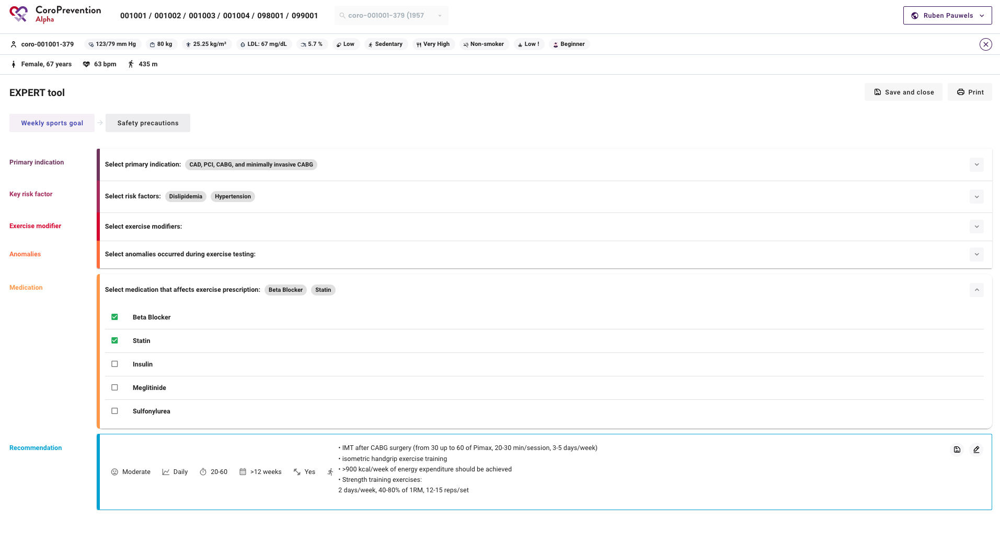 CoroPrevention
Alpha
001001 / 001002 / 001003 / 001004 / 098001 / 099001
coro-001001-379 (1957
Ruben Pauwels
coro-001001-379
123/79 mm Hg
80 kg
25.25 kg/m²
LDL: 67 mg/dL
5.7 %
Low
Sedentary
Very High
Non-smoker
Low !
Beginner
Female, 67 years
63 bpm
435 m
EXPERT tool
Save and close
Print
Weekly sports goal
Safety precautions
Primary indication
Select primary indication: CAD, PCI, CABG, and minimally invasive CABG
Key risk factor
Select risk factors: Dislipidemia Hypertension
Exercise modifier
Select exercise modifiers:
Anomalies
Select anomalies occurred during exercise testing:
Medication
Select medication that affects exercise prescription: Beta Blocker Statin
Beta Blocker
Statin
Insulin
Meglitinide
Sulfonylurea
Recommendation
Moderate
Daily
20-60
>12 weeks
Yes
• IMT after CABG surgery (from 30 up to 60 of Pimax, 20-30 min/session, 3-5 days/week)
• isometric handgrip exercise training
• >900 kcal/week of energy expenditure should be achieved
• Strength training exercises:
2 days/week, 40-80% of 1RM, 12-15 reps/set